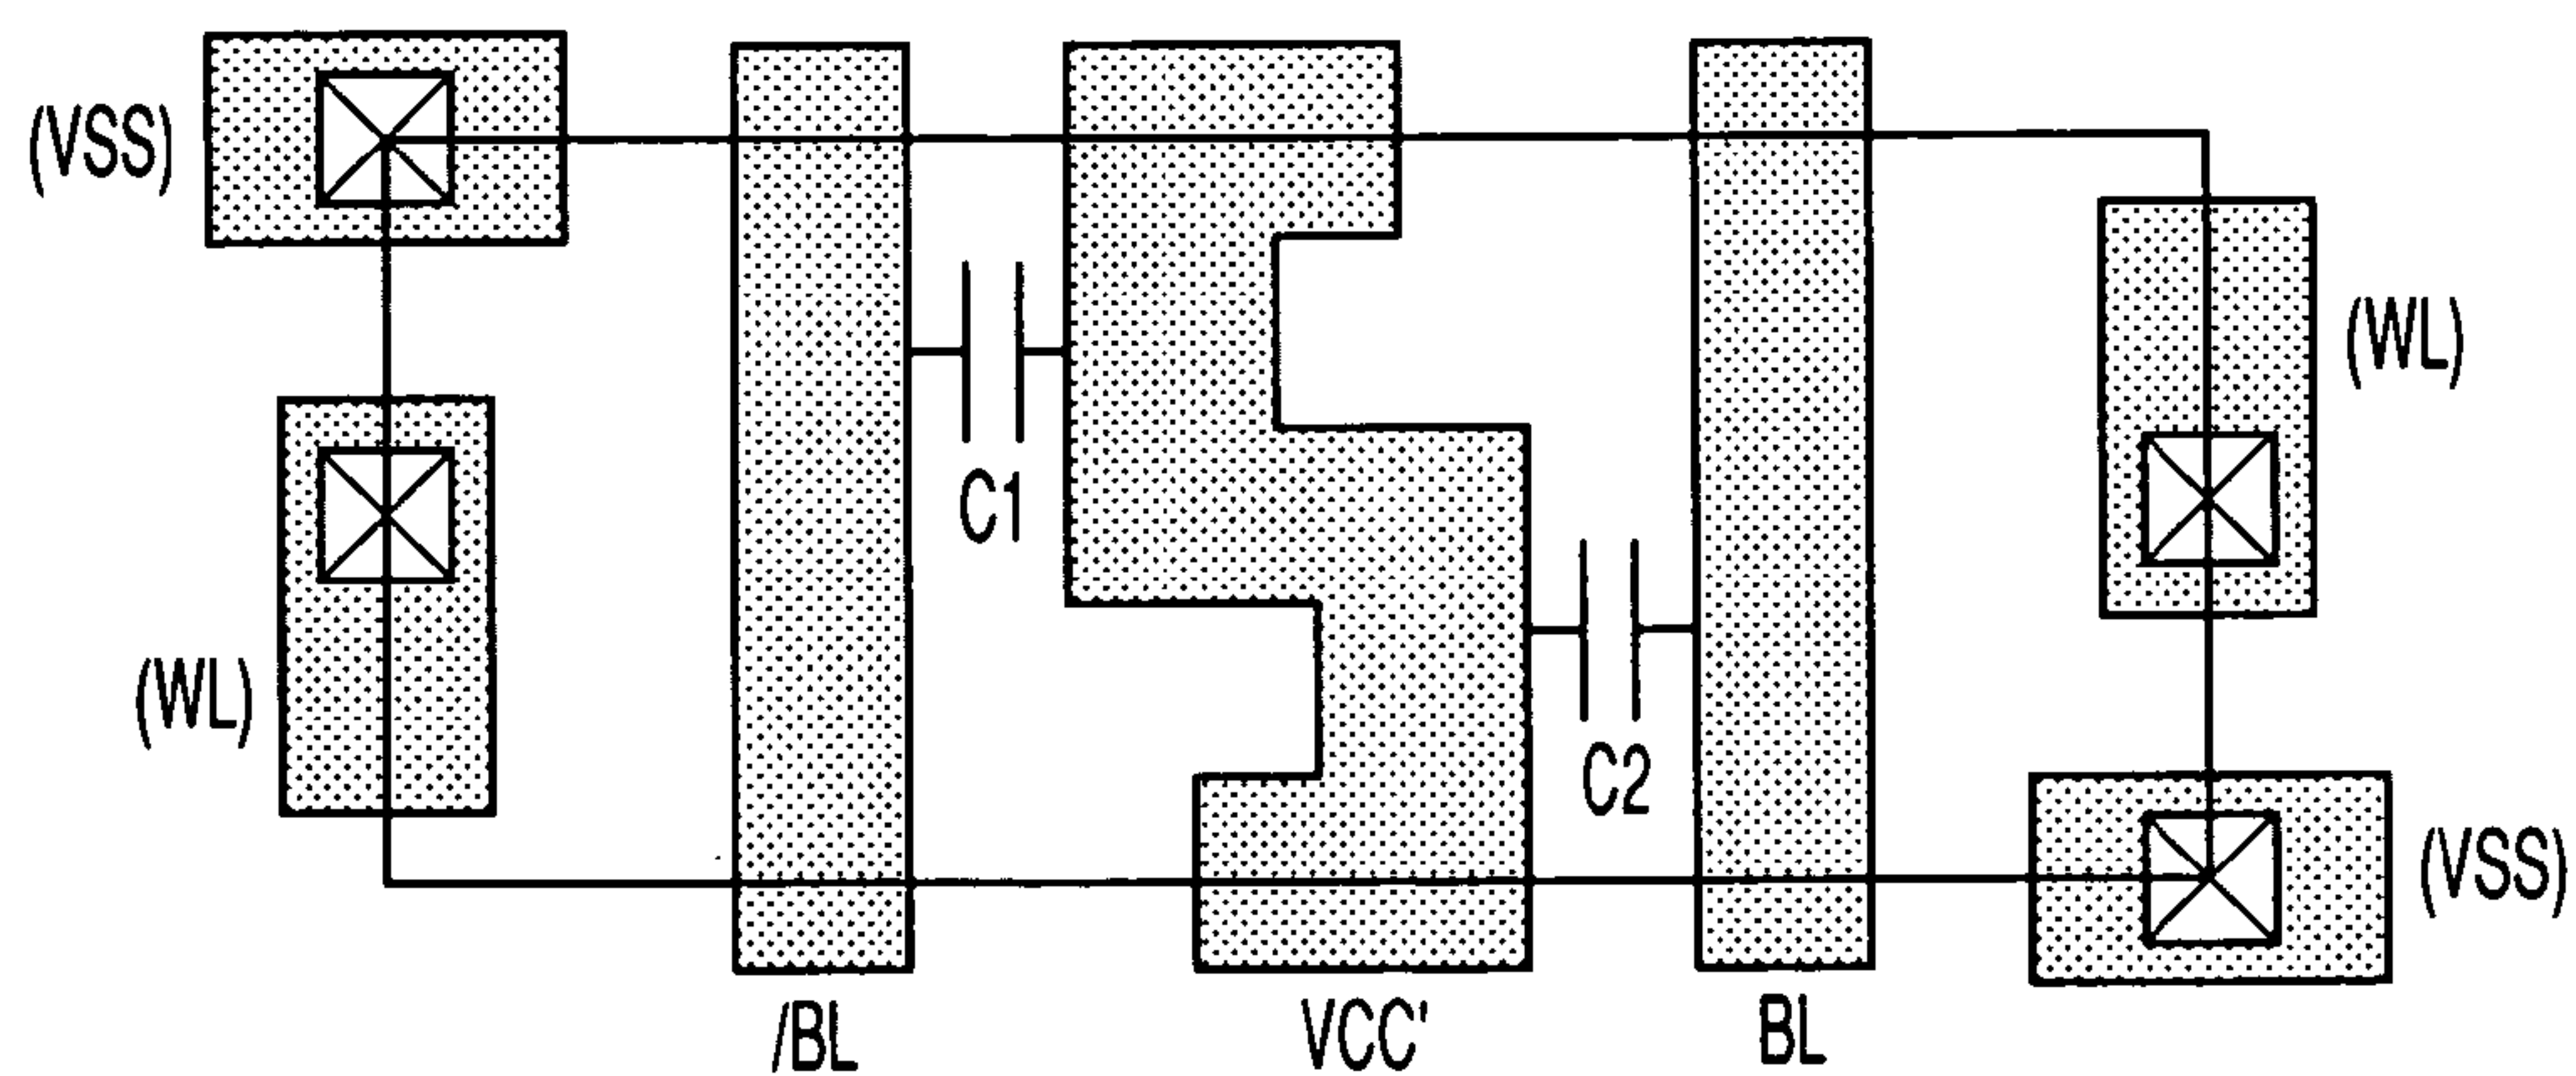 (VSS)
(WL)
C1
(WL)
C2
(VSS)
/BL
VCC'
BL